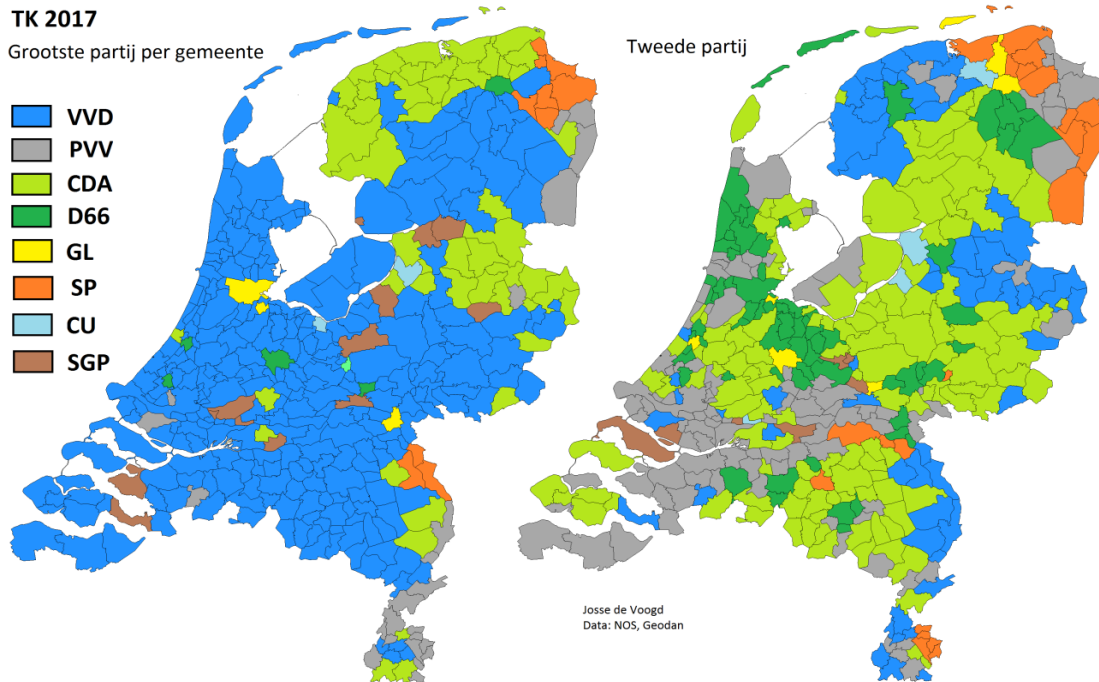 TK 2017
Grootste partij per gemeente
Tweede partij
VVD
PVV
CDA
D66
GL
SP
CU
SGP
Josse de Voogd
Data: NOS, Geodan